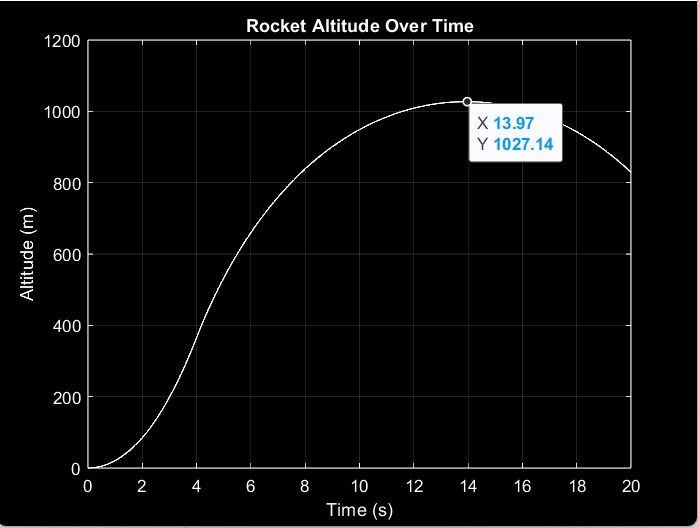 Rocket Altitude Over Time
1200
1000
800
600
400
200
0
Altitude (m)
X 13.97
Y 1027.14
0 2 4 6 8 10 12 14 16 18 20
Time (s)